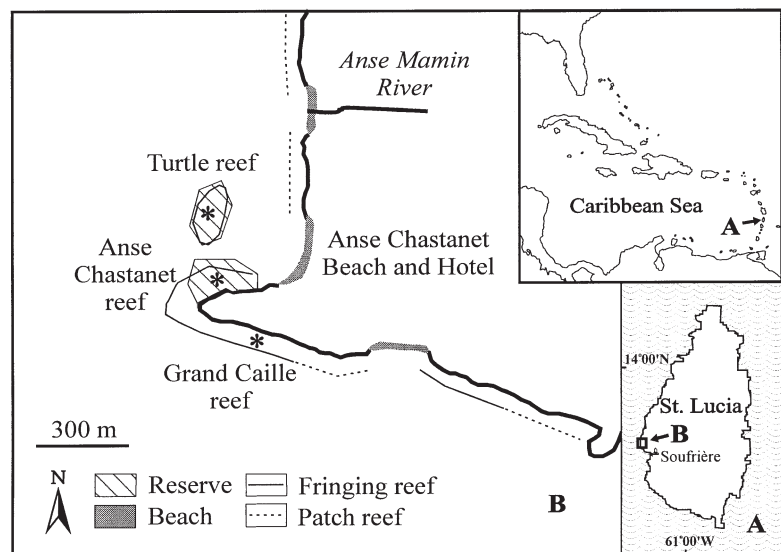 Anse Mamin
River
Turtle reef
*
Anse
Chastanet
reef
*
Anse Chastanet
Beach and Hotel
*
Grand Caille
reef
300 m
N
Reserve
Fringing reef
Beach
Patch reef
B
Caribbean Sea
A
14°00'N
St. Lucia
B
Soufrière
61°00'W
A